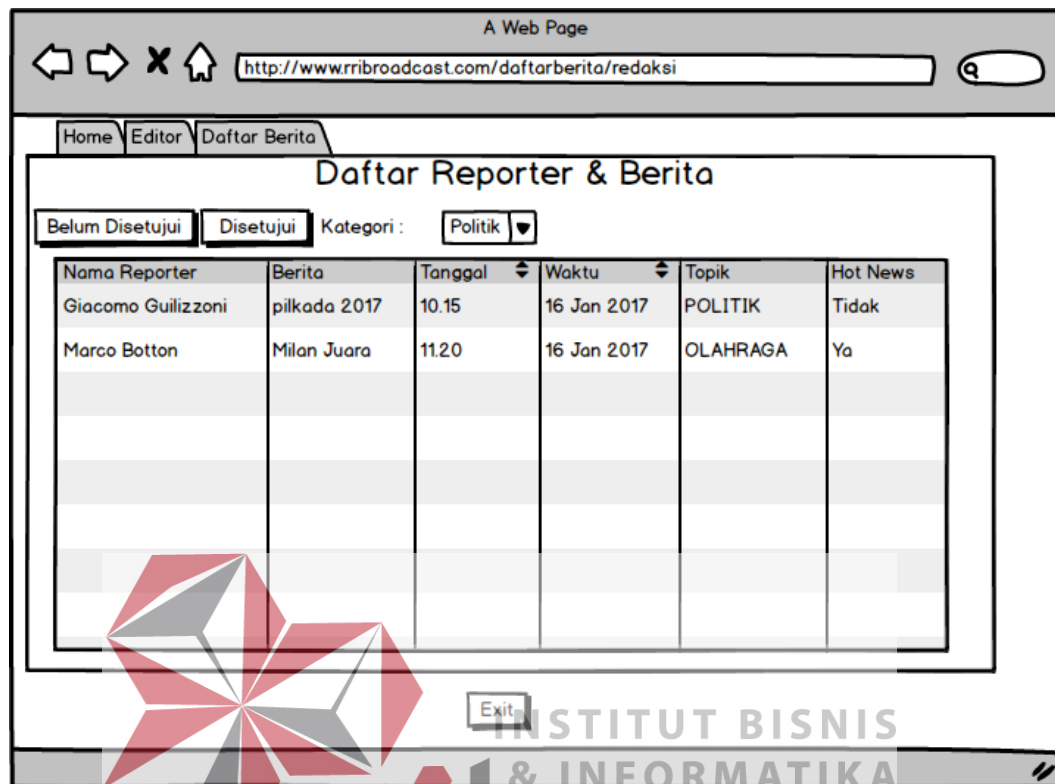 A Web Page
http://www.rribroadcast.com/daftarberita/redaksi
Home Editor Daftar Berita
Daftar Reporter & Berita
Belum Disetujui Disetujui Kategori : Politik
Nama Reporter Berita Tanggal Waktu Topik Hot News
Giacomo Guilizzoni pilkada 2017 10.15 16 Jan 2017 POLITIK Tidak
Marco Botton Milan Juara 11.20 16 Jan 2017 OLAHRAGA Ya
Exit
INSTITUT BISNIS
& INFORMATIKA